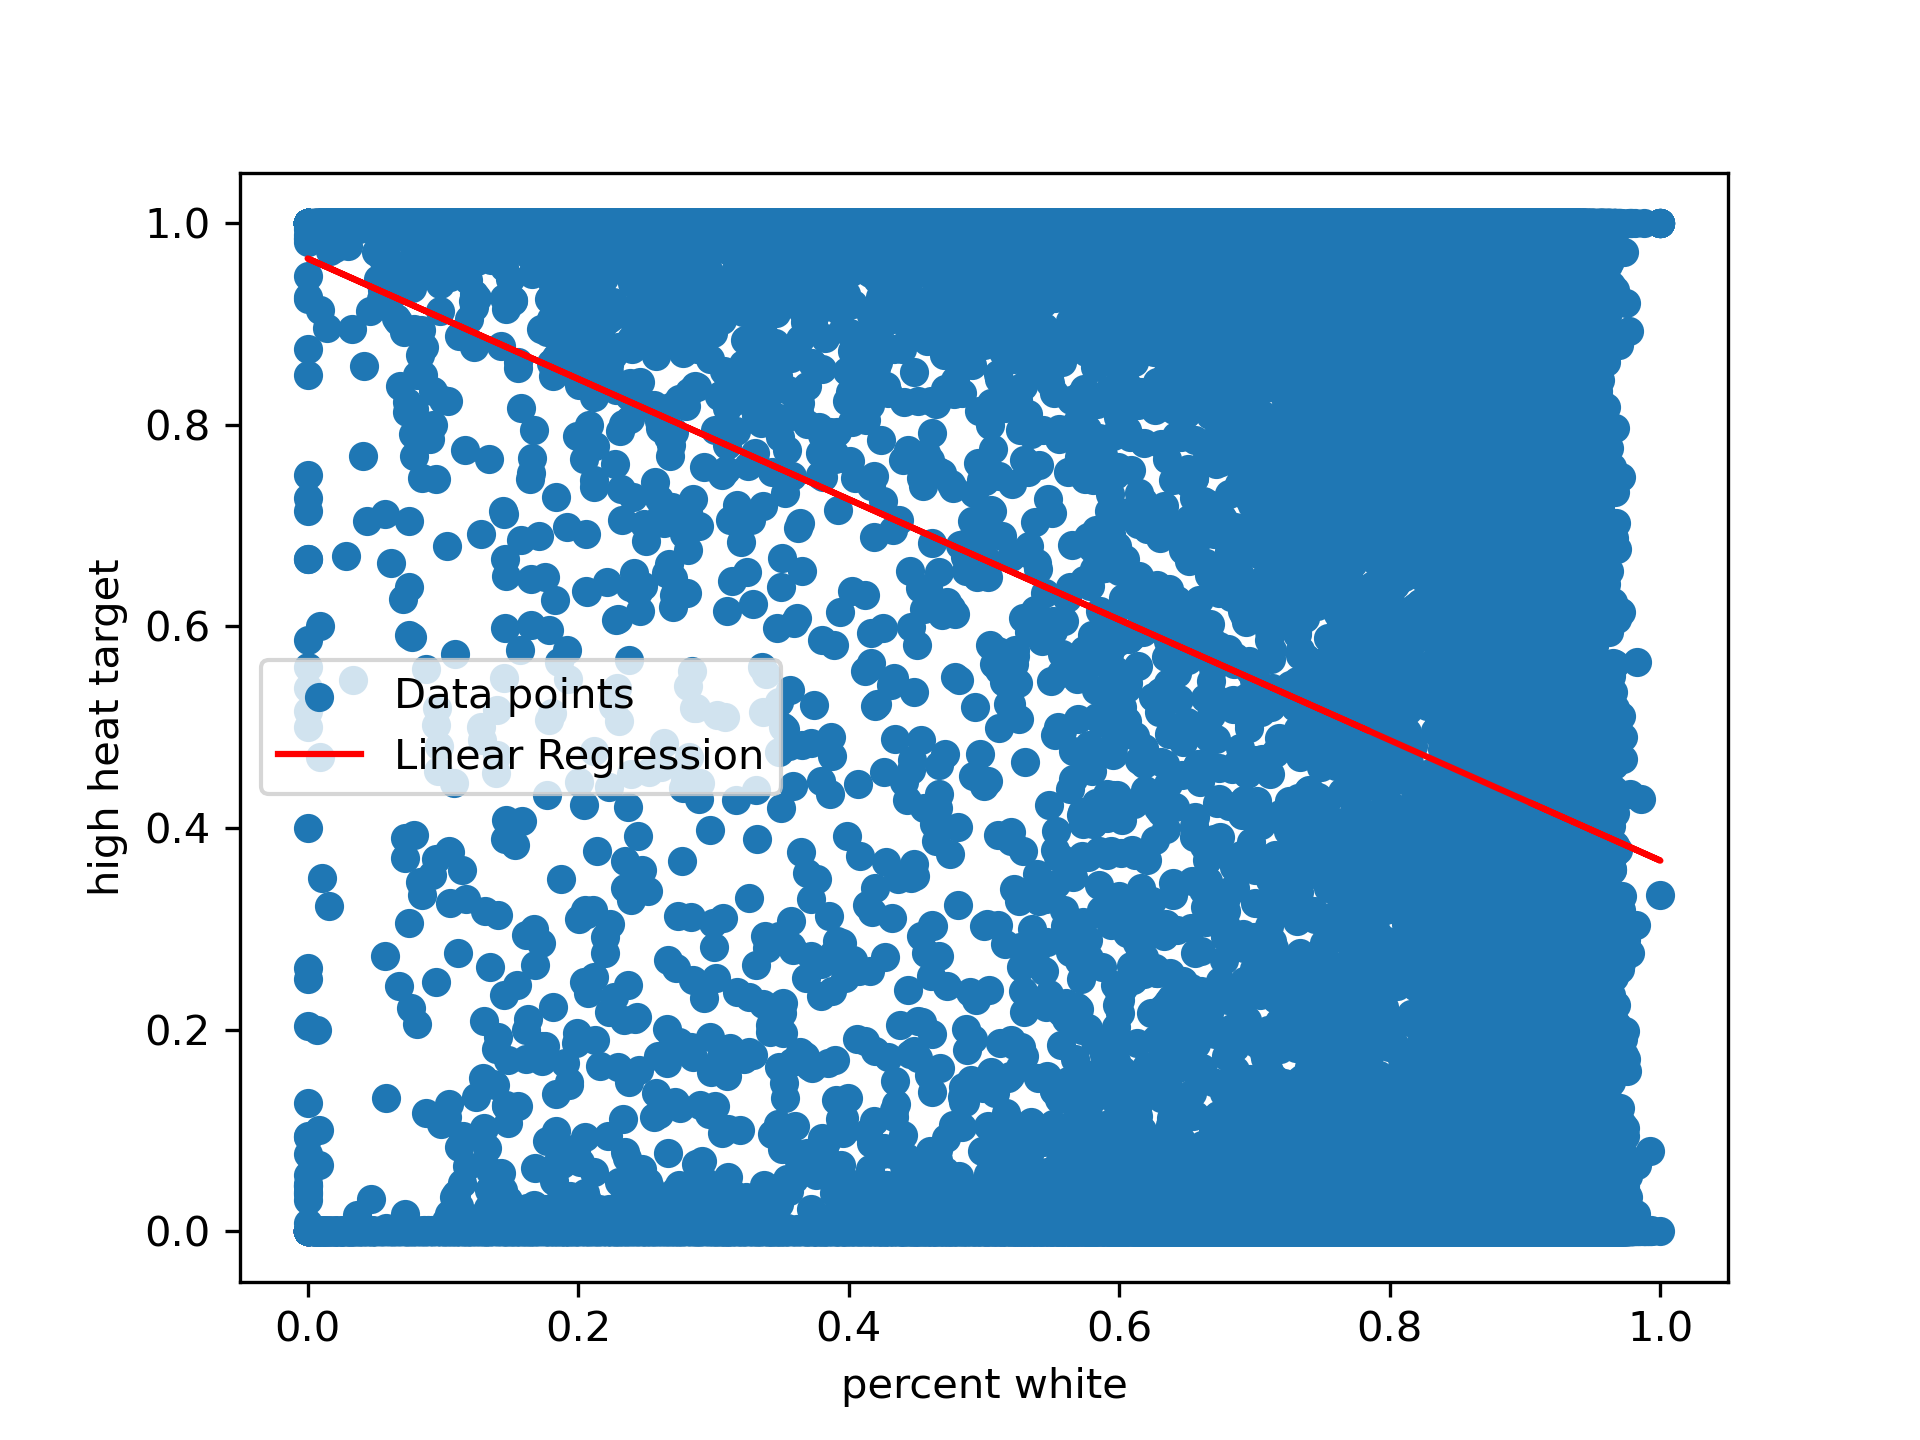 1.0
0.8
0.6
0.4
0.2
0.0
high heat target
Data points
Linear Regression
0.0 0.2 0.4 0.6 0.8 1.0
percent white